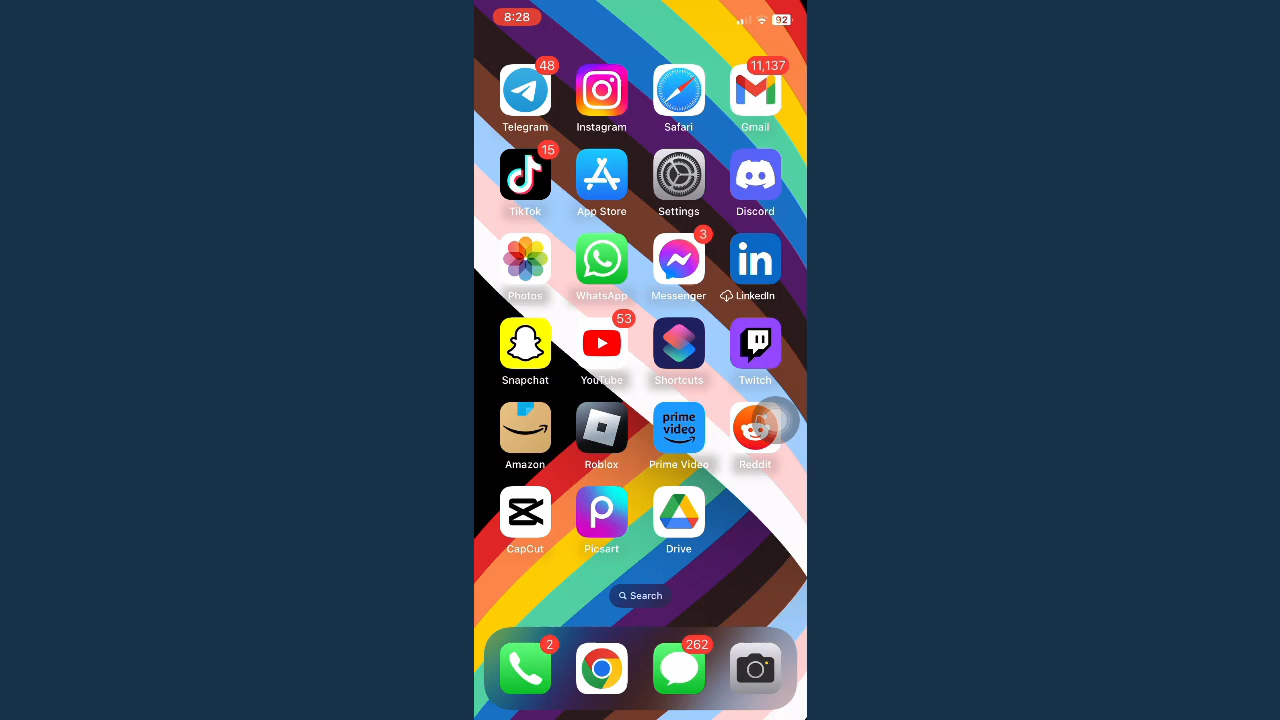 8:28
92
48
11,137
Telegram
Instagram
Safari
Gmail
15
TikTok
App Store
Settings
Discord
3
in
Photos
WhatsApp
Messenger
LinkedIn
53
Snapchat
YouTube
Shortcuts
Twitch
prime
video
Amazon
Roblox
Prime Video
Reddit
CapCut
Picsart
Drive
Search
2
262